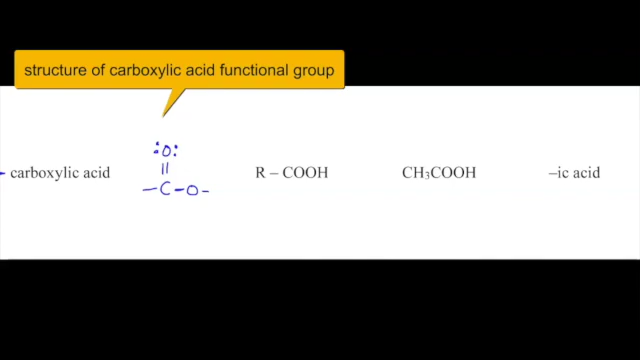 structure of carboxylic acid functional group
:O:
||
carboxylic acid –C–O– R – COOH CH₃COOH –ic acid